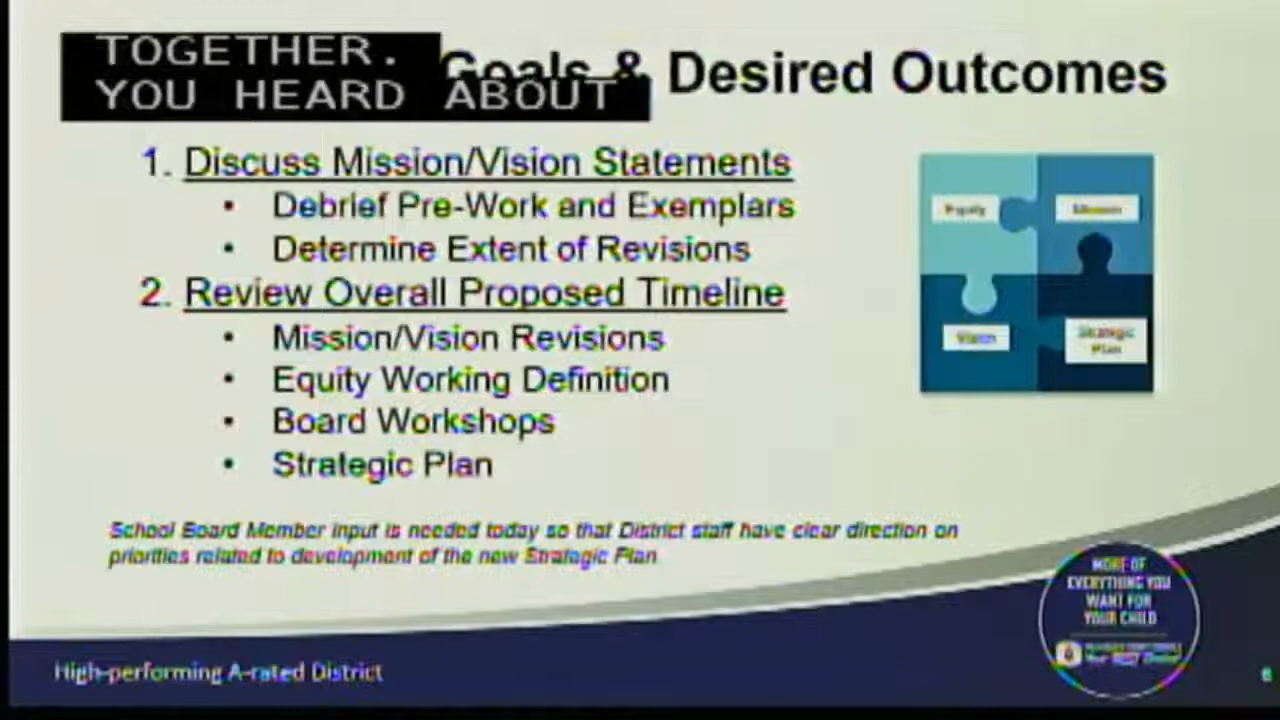 TOGETHER.
YOU HEARD ABOUT
Goals & Desired Outcomes
1. Discuss Mission/Vision Statements
• Debrief Pre-Work and Exemplars
• Determine Extent of Revisions
2. Review Overall Proposed Timeline
• Mission/Vision Revisions
• Equity Working Definition
• Board Workshops
• Strategic Plan
Equity
Mission
Vision
Strategic
Plan
School Board Member input is needed today so that District staff have clear direction on
priorities related to development of the new Strategic Plan
MORE OF
EVERYTHING YOU
WANT FOR
YOUR CHILD
Your BEST Choice!
High-performing A-rated District
6